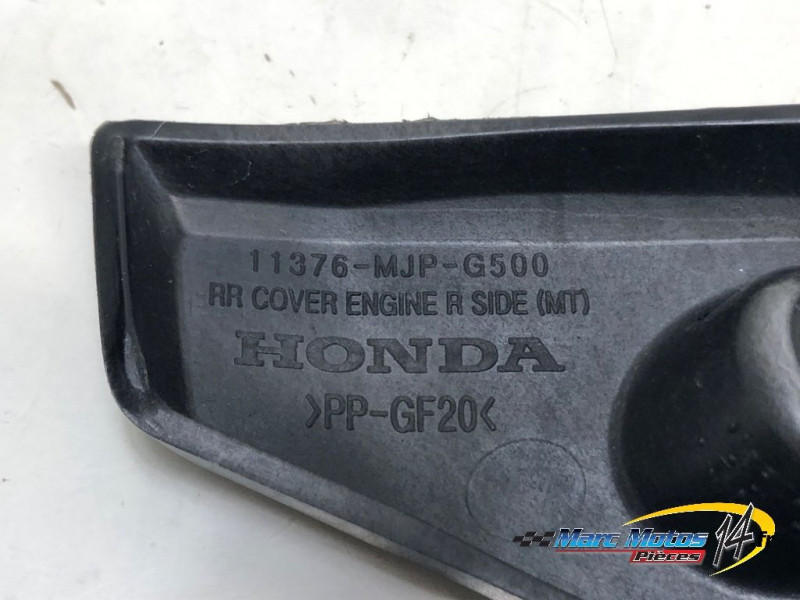 11376-MJP-G500
RR COVER ENGINE R SIDE (MT)
HONDA
>PP-GF20<
Marc Motos 14
Pièces